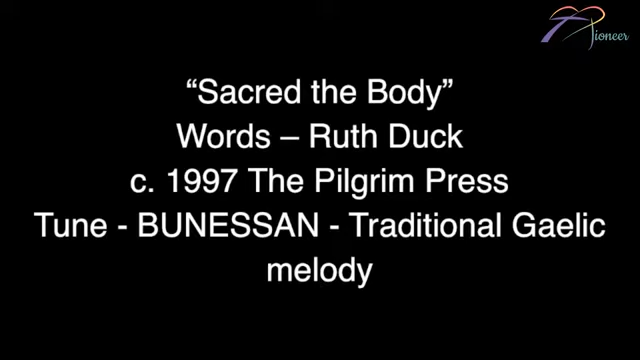 Pioneer
“Sacred the Body”
Words – Ruth Duck
c. 1997 The Pilgrim Press
Tune - BUNESSAN - Traditional Gaelic
melody